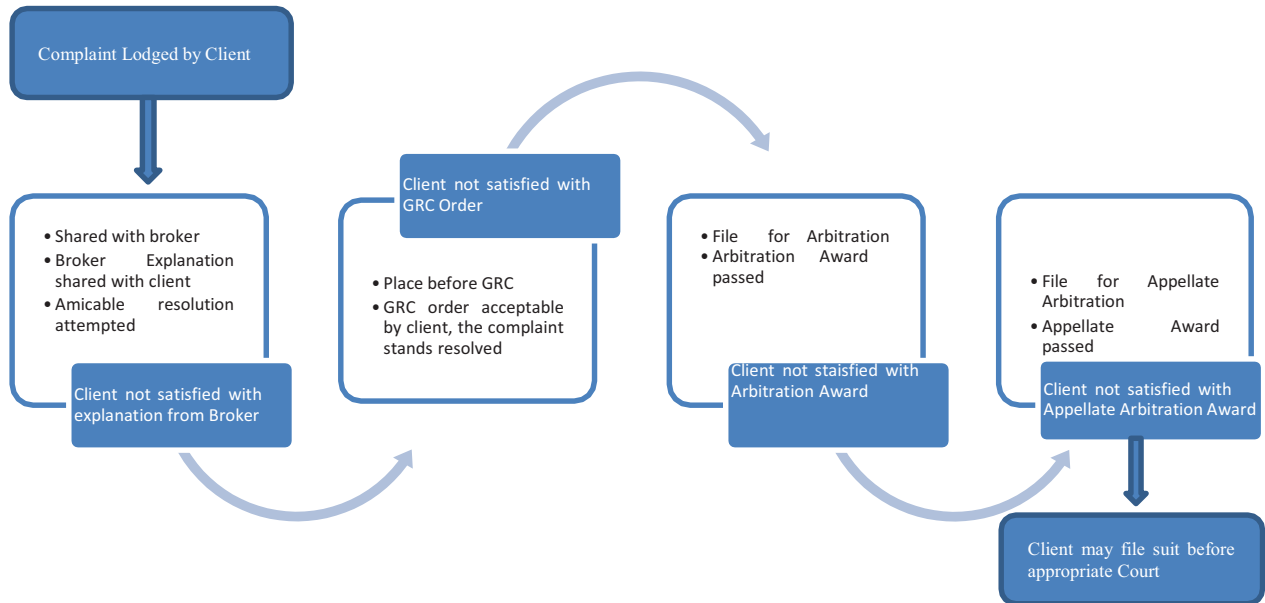 Complaint Lodged by Client
• Shared with broker
• Broker Explanation
shared with client
• Amicable resolution
attempted
Client not satisfied with
explanation from Broker
Client not satisfied with
GRC Order
• Place before GRC
• GRC order acceptable
by client, the complaint
stands resolved
• File for Arbitration
• Arbitration Award
passed
Client not staisfied with
Arbitration Award
• File for Appellate
Arbitration
• Appellate Award
passed
Client not satisfied with
Appellate Arbitration Award
Client may file suit before
appropriate Court